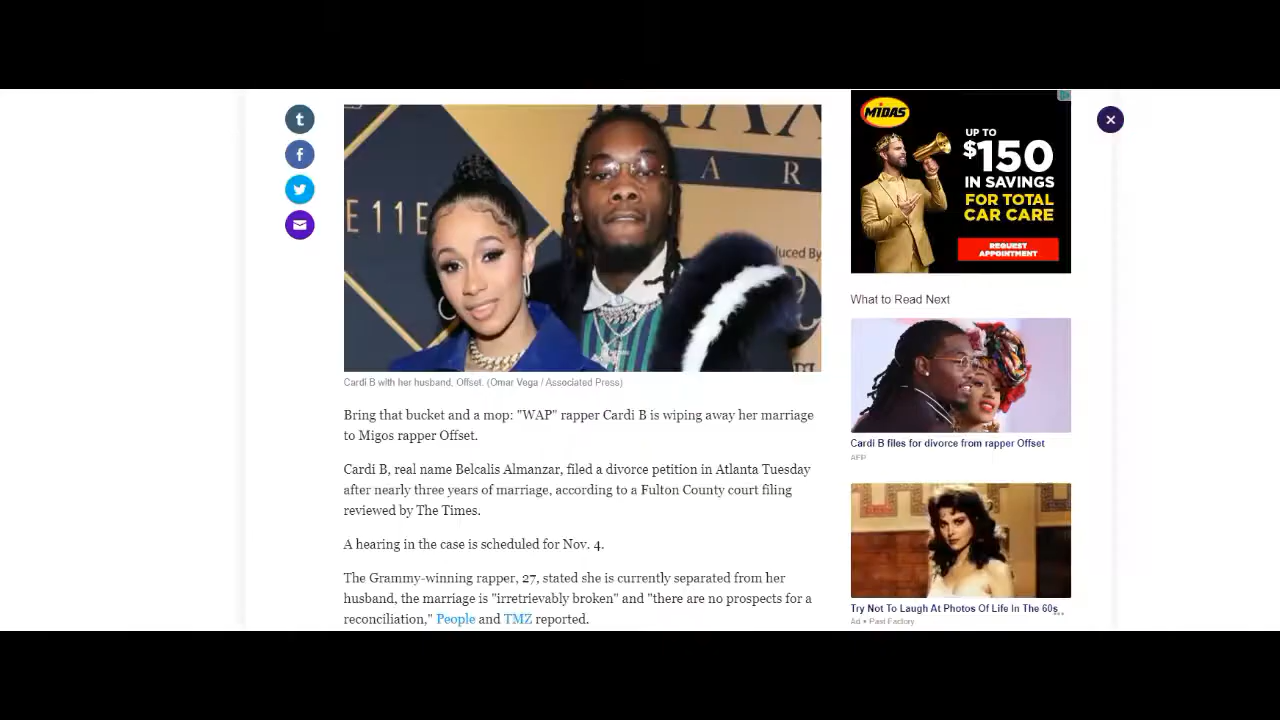 t
f
E11E
A R
duced By
Cardi B with her husband, Offset. (Omar Vega / Associated Press)
Bring that bucket and a mop: "WAP" rapper Cardi B is wiping away her marriage
to Migos rapper Offset.
Cardi B, real name Belcalis Almanzar, filed a divorce petition in Atlanta Tuesday
after nearly three years of marriage, according to a Fulton County court filing
reviewed by The Times.
A hearing in the case is scheduled for Nov. 4.
The Grammy-winning rapper, 27, stated she is currently separated from her
husband, the marriage is "irretrievably broken" and "there are no prospects for a
reconciliation," People and TMZ reported.
MIDAS
UP TO
$150
IN SAVINGS
FOR TOTAL
CAR CARE
REQUEST
APPOINTMENT
What to Read Next
Cardi B files for divorce from rapper Offset
AFP
Try Not To Laugh At Photos Of Life In The 60s
Ad • Past Factory